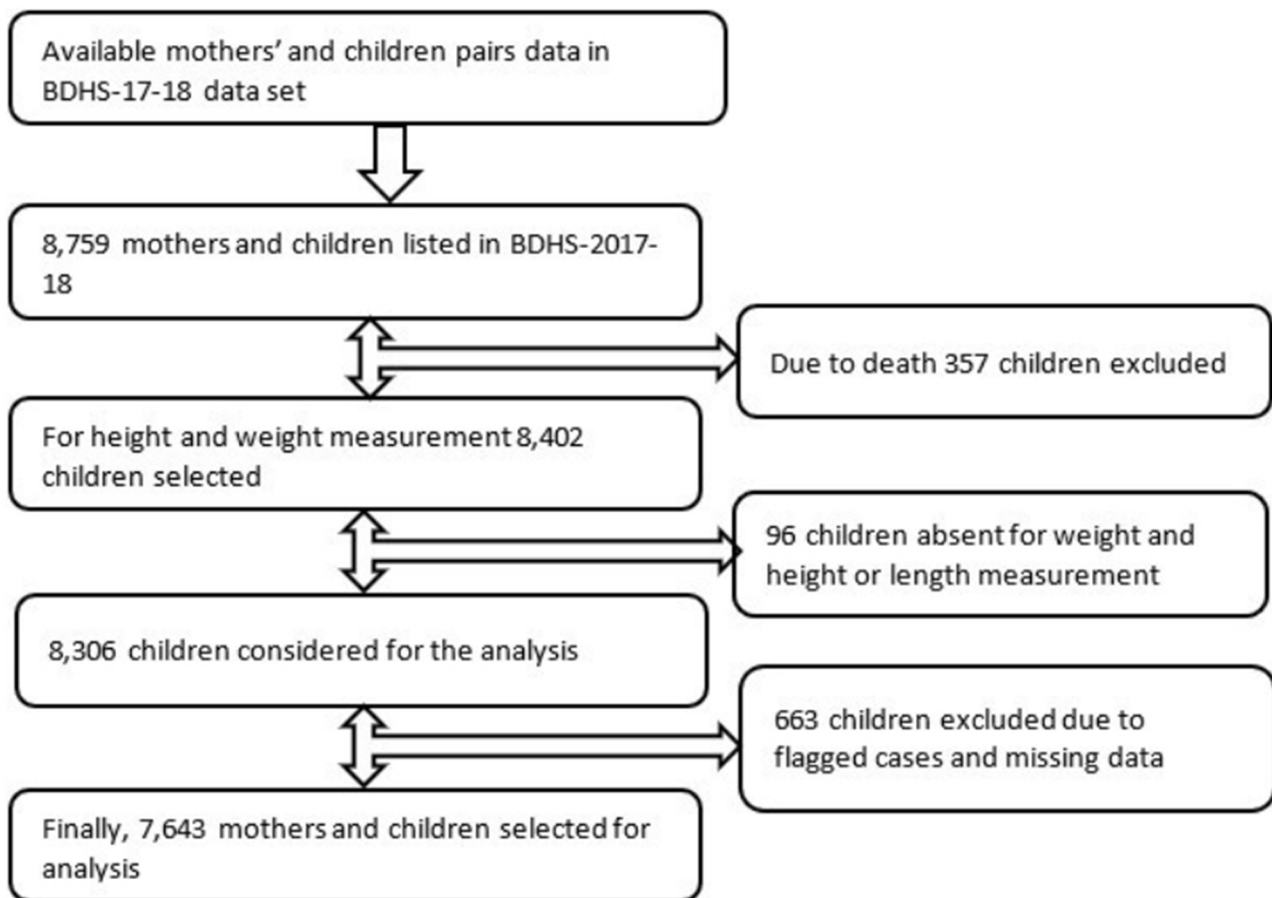 Available mothers’ and children pairs data in
BDHS-17-18 data set
8,759 mothers and children listed in BDHS-2017-
18
Due to death 357 children excluded
For height and weight measurement 8,402
children selected
96 children absent for weight and
height or length measurement
8,306 children considered for the analysis
663 children excluded due to
flagged cases and missing data
Finally, 7,643 mothers and children selected for
analysis